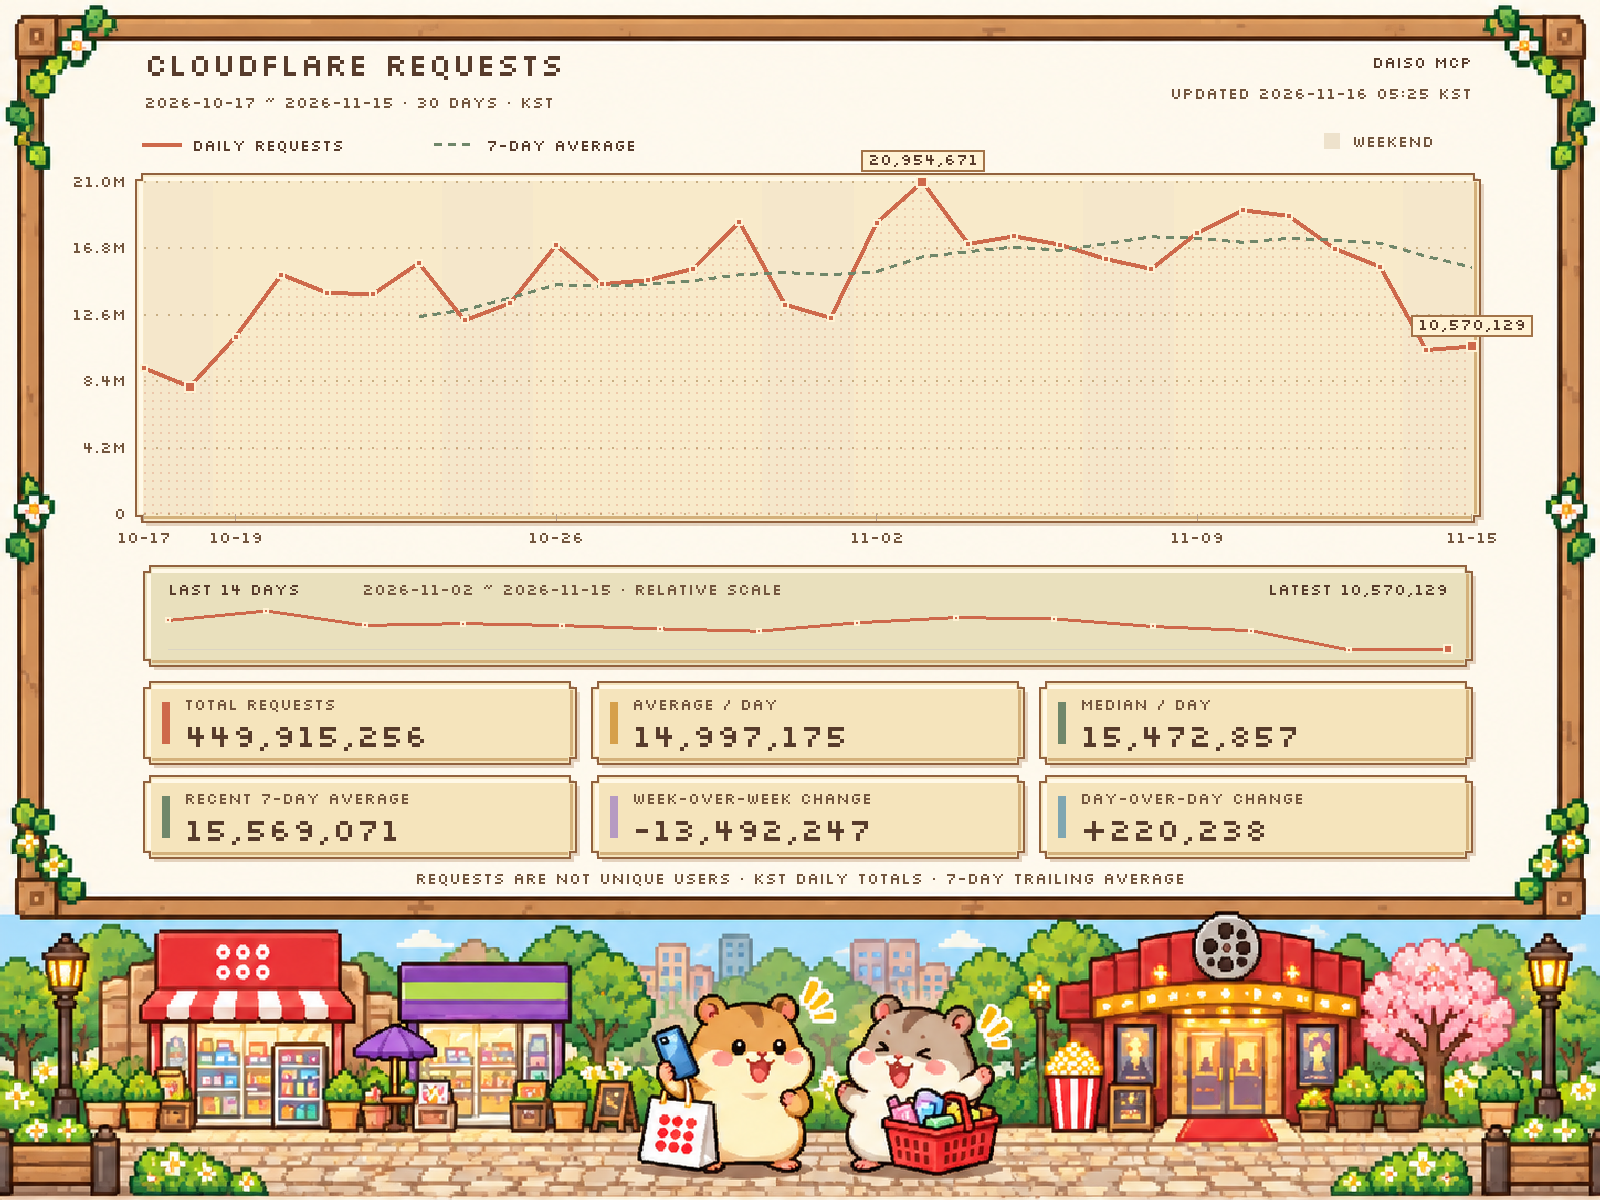 CLOUDFLARE REQUESTS
DAISO MCP
2026-10-17 ~ 2026-11-15 · 30 DAYS · KST
UPDATED 2026-11-16 05:25 KST
DAILY REQUESTS
7-DAY AVERAGE
WEEKEND
20,954,671
21.0M
16.8M
12.6M
10,570,129
8.4M
4.2M
0
10-17
10-19
10-26
11-02
11-09
11-15
LAST 14 DAYS
2026-11-02 ~ 2026-11-15 · RELATIVE SCALE
LATEST 10,570,129
TOTAL REQUESTS
449,915,256
AVERAGE / DAY
14,997,175
MEDIAN / DAY
15,472,857
RECENT 7-DAY AVERAGE
15,569,071
WEEK-OVER-WEEK CHANGE
-13,492,247
DAY-OVER-DAY CHANGE
+220,238
REQUESTS ARE NOT UNIQUE USERS · KST DAILY TOTALS · 7-DAY TRAILING AVERAGE